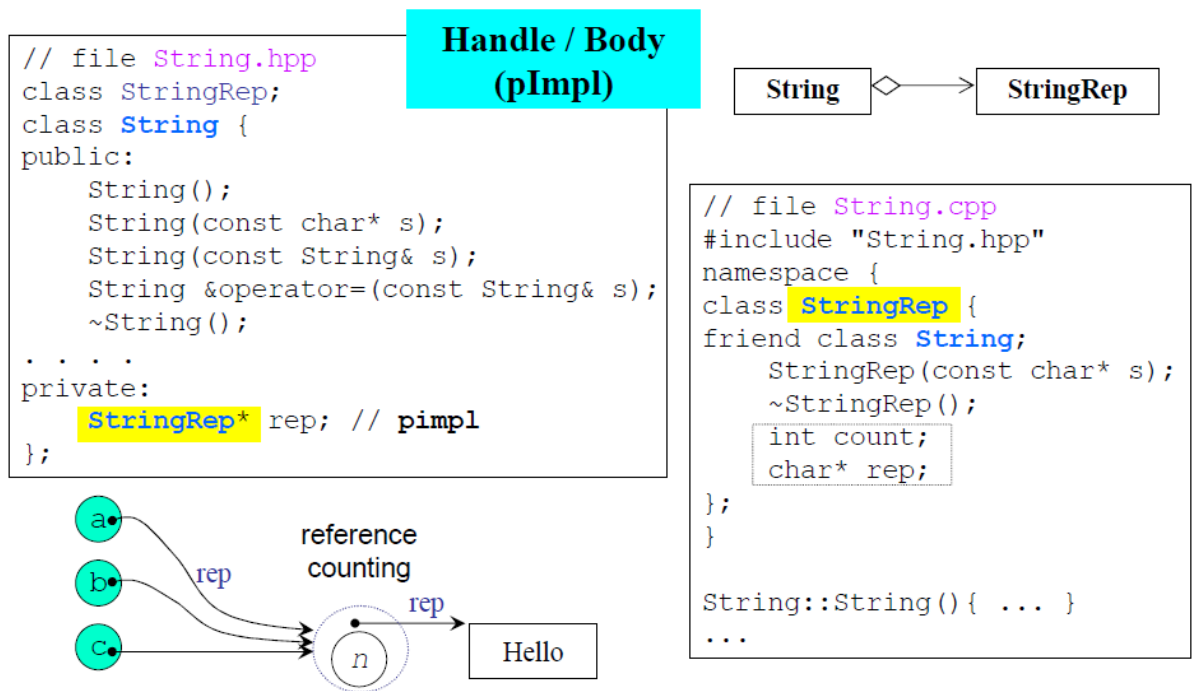 Handle / Body
(pImpl)
// file String.hpp
class StringRep;
class String {
public:
String();
String(const char* s);
String(const String& s);
String &operator=(const String& s);
~String();
. . . .
private:
StringRep* rep; // pimpl
};
String
StringRep
// file String.cpp
#include "String.hpp"
namespace {
class StringRep {
friend class String;
StringRep(const char* s);
~StringRep();
int count;
char* rep;
};
}
String::String(){ ... }
...
a
b
c
rep
reference
counting
rep
n
Hello